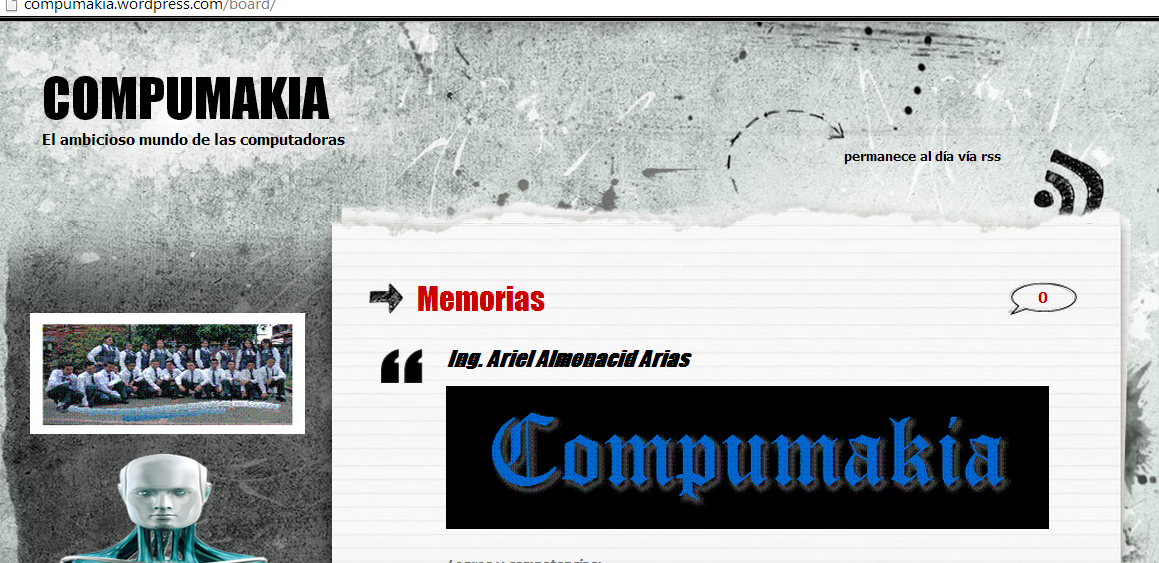 compumakia.wordpress.com/board/
COMPUMAKIA
El ambicioso mundo de las computadoras
permanece al día vía rss
Memorias
0
Ing. Ariel Almonacid Arias
Compumakia